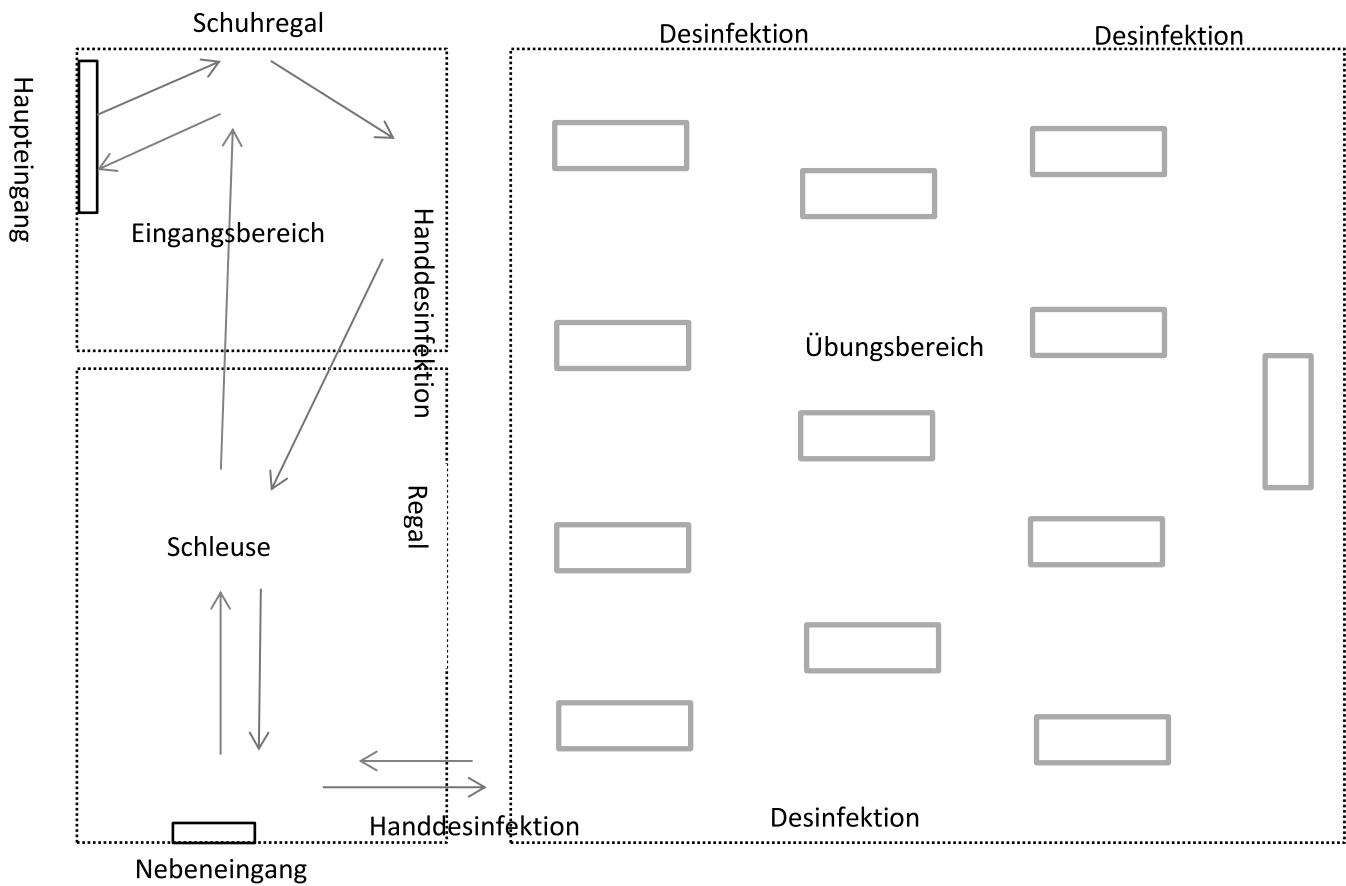 Schuhregal
Desinfektion
Desinfektion
Haupteingang
Eingangsbereich
Handdesinfektion
Übungsbereich
Regal
Schleuse
Desinfektion
Handdesinfektion
Nebeneingang